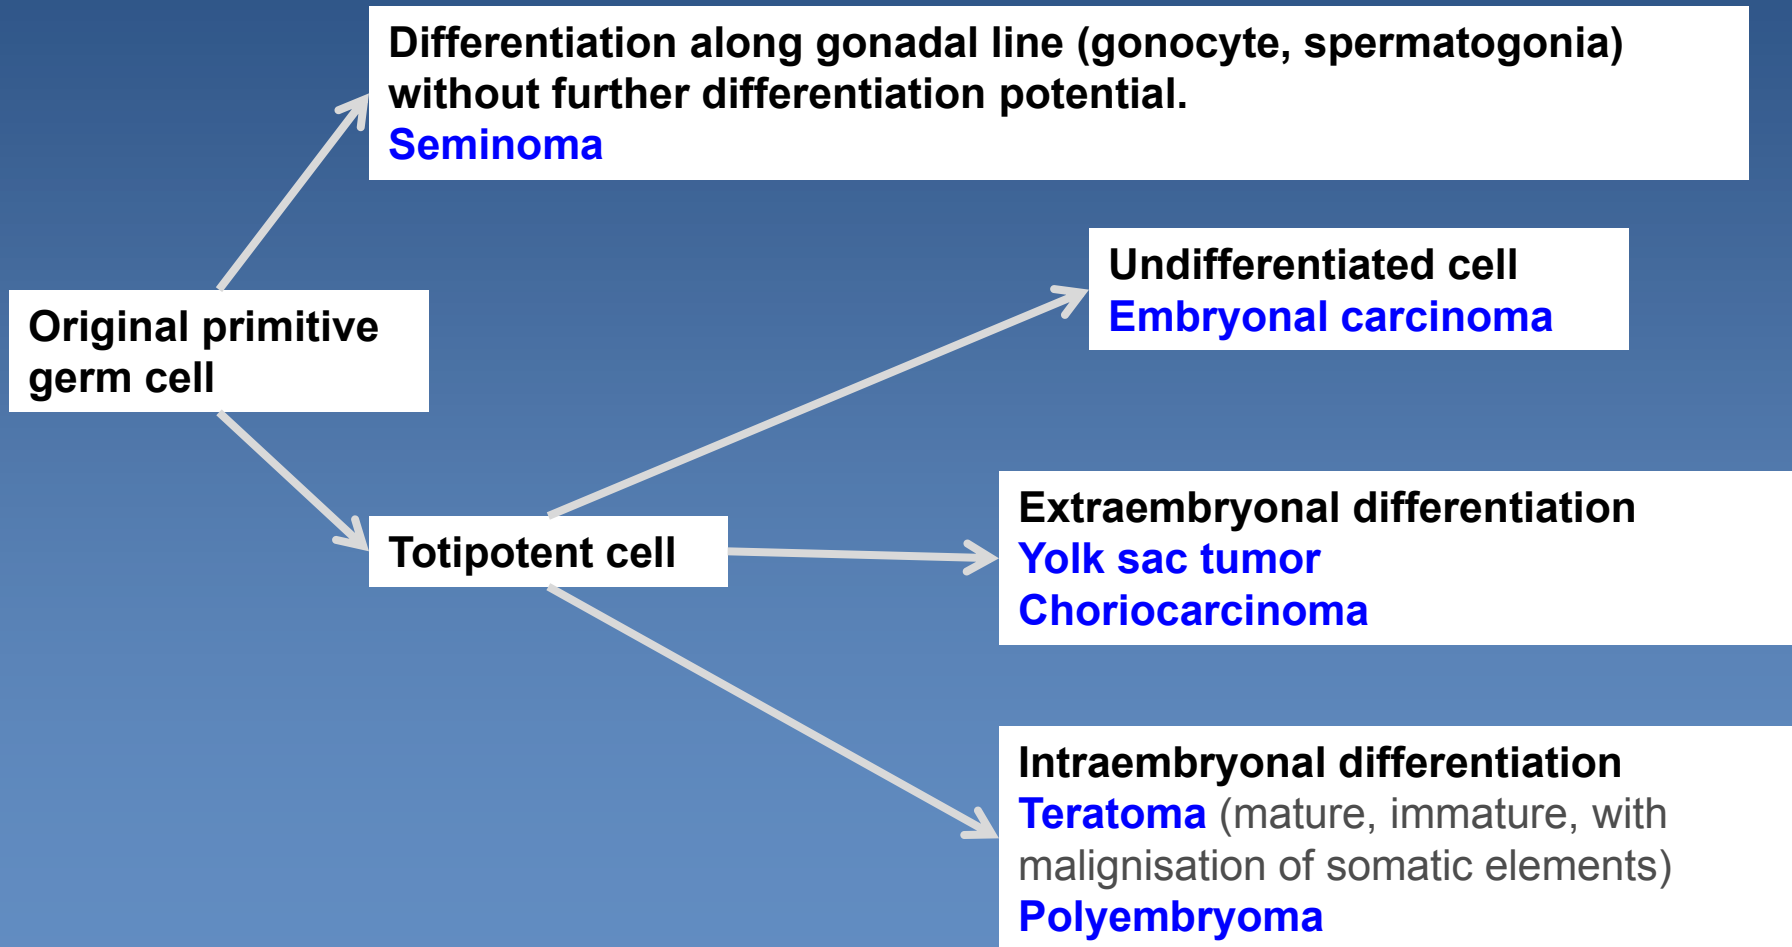 Differentiation along gonadal line (gonocyte, spermatogonia)
without further differentiation potential.
Seminoma
Undifferentiated cell
Embryonal carcinoma
Original primitive
germ cell
Totipotent cell
Extraembryonal differentiation
Yolk sac tumor
Choriocarcinoma
Intraembryonal differentiation
Teratoma (mature, immature, with
malignisation of somatic elements)
Polyembryoma